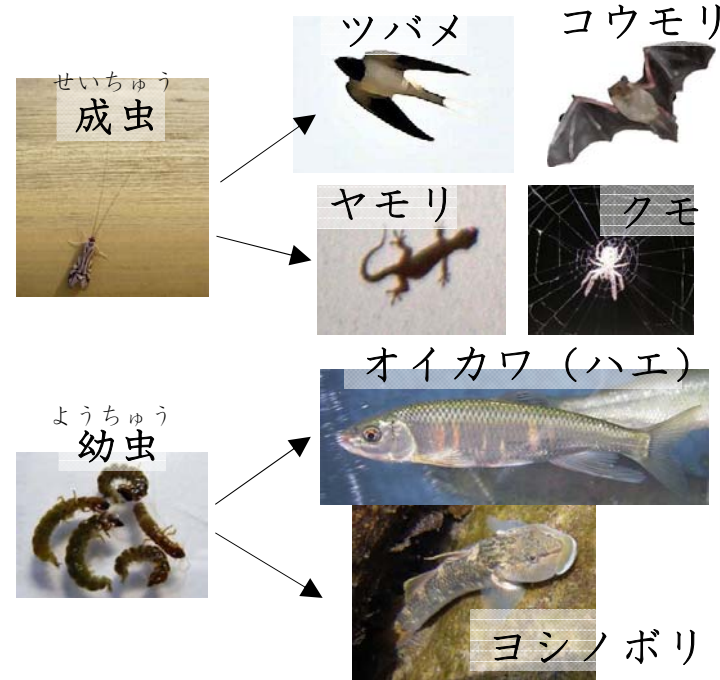 ツバメ
コウモリ
せいちゅう
成虫
ヤモリ
クモ
オイカワ（ハエ）
ようちゅう
幼虫
ヨシノボリ